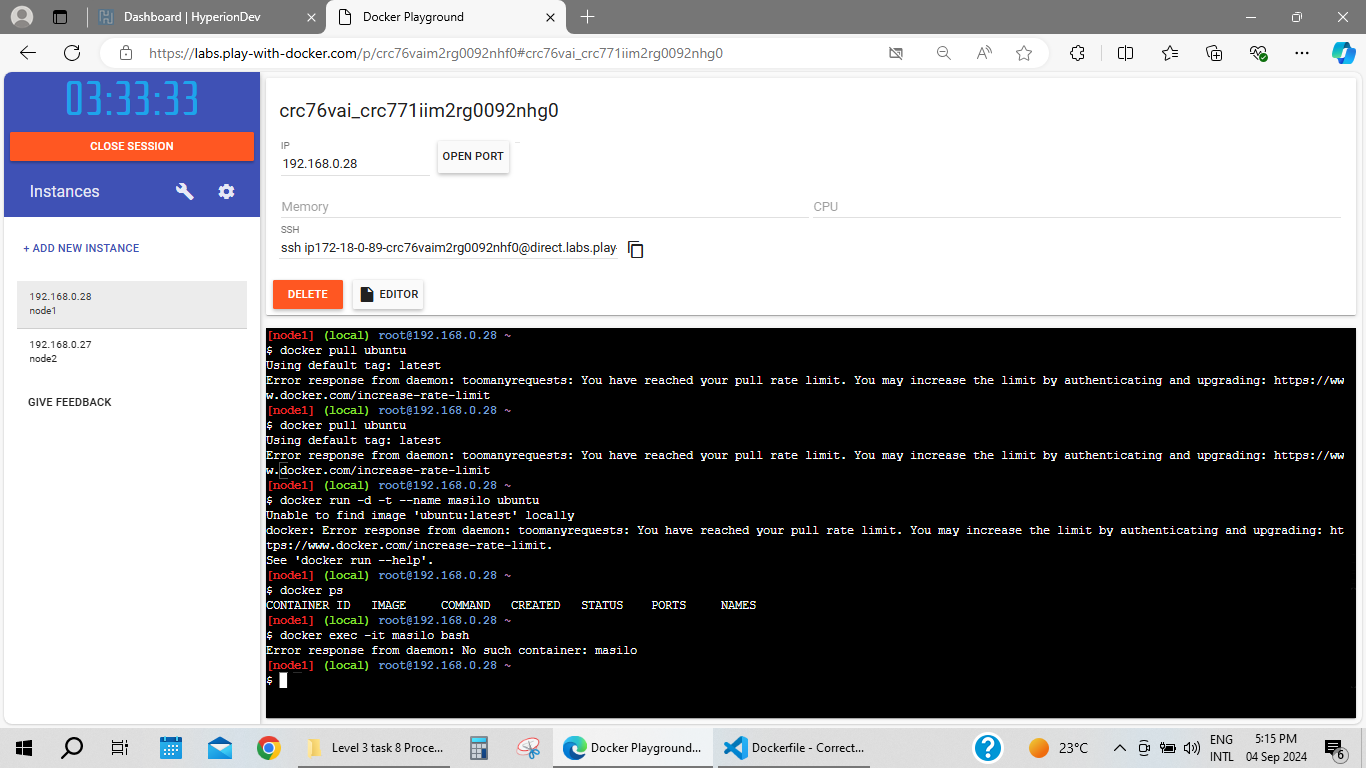 Dashboard | HyperionDev
Docker Playground
https://labs.play-with-docker.com/p/crc76vaim2rg0092nhf0#crc76vai_crc771iim2rg0092nhg0
03:33:33
CLOSE SESSION
Instances
+ ADD NEW INSTANCE
192.168.0.28
node1
192.168.0.27
node2
GIVE FEEDBACK
crc76vai_crc771iim2rg0092nhg0
IP
192.168.0.28
OPEN PORT
Memory
CPU
SSH
ssh ip172-18-0-89-crc76vaim2rg0092nhf0@direct.labs.play-
DELETE
EDITOR
[node1] (local) root@192.168.0.28 ~
$ docker pull ubuntu
Using default tag: latest
Error response from daemon: toomanyrequests: You have reached your pull rate limit. You may increase the limit by authenticating and upgrading: https://ww
w.docker.com/increase-rate-limit
[node1] (local) root@192.168.0.28 ~
$ docker pull ubuntu
Using default tag: latest
Error response from daemon: toomanyrequests: You have reached your pull rate limit. You may increase the limit by authenticating and upgrading: https://ww
w.docker.com/increase-rate-limit
[node1] (local) root@192.168.0.28 ~
$ docker run -d -t --name masilo ubuntu
Unable to find image 'ubuntu:latest' locally
docker: Error response from daemon: toomanyrequests: You have reached your pull rate limit. You may increase the limit by authenticating and upgrading: ht
tps://www.docker.com/increase-rate-limit.
See 'docker run --help'.
[node1] (local) root@192.168.0.28 ~
$ docker ps
CONTAINER ID   IMAGE     COMMAND   CREATED   STATUS    PORTS     NAMES
[node1] (local) root@192.168.0.28 ~
$ docker exec -it masilo bash
Error response from daemon: No such container: masilo
[node1] (local) root@192.168.0.28 ~
$
Level 3 task 8 Proce...
Docker Playground...
Dockerfile - Correct...
23°C
ENG
INTL
5:15 PM
04 Sep 2024
6